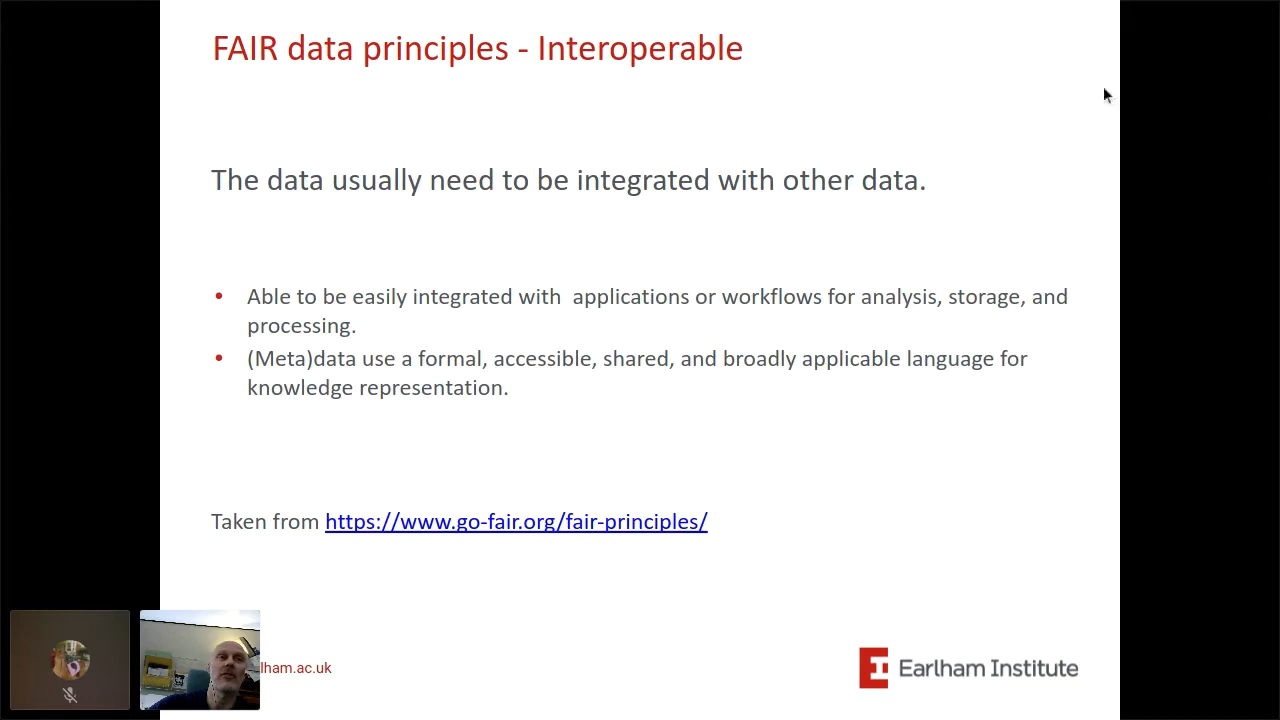 FAIR data principles - Interoperable
The data usually need to be integrated with other data.
• Able to be easily integrated with  applications or workflows for analysis, storage, and
processing.
• (Meta)data use a formal, accessible, shared, and broadly applicable language for
knowledge representation.
Taken from https://www.go-fair.org/fair-principles/
lham.ac.uk
Earlham Institute